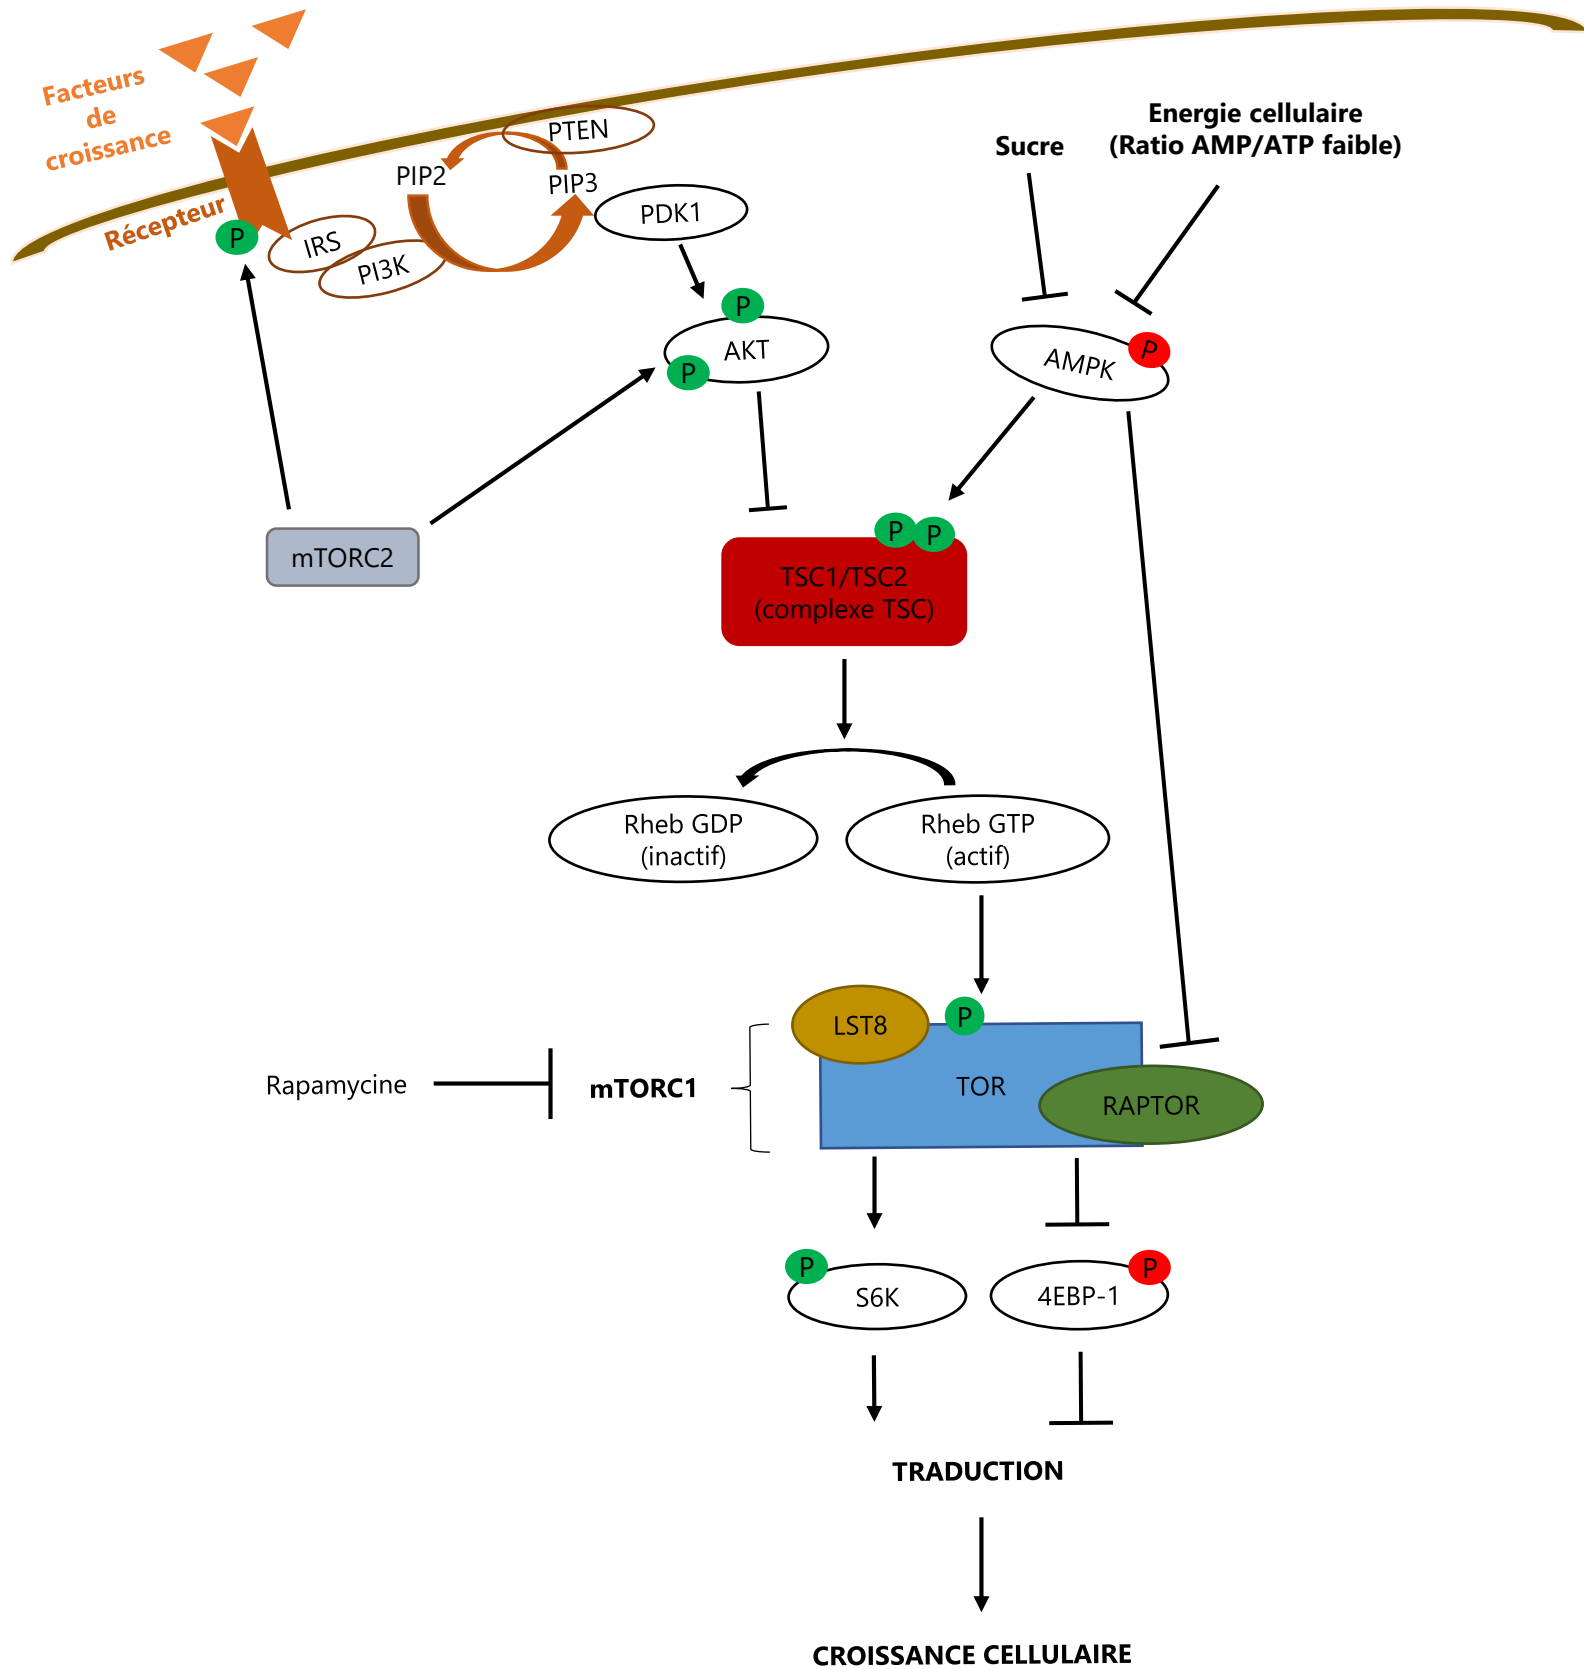 Facteurs
de
croissance
Récepteur
P
IRS
PI3K
PIP2
PIP3
PTEN
PDK1
Sucre
Energie cellulaire
(Ratio AMP/ATP faible)
P
AKT
P
AMPK
P
mTORC2
P
P
TSC1/TSC2
(complexe TSC)
Rheb GDP
(inactif)
Rheb GTP
(actif)
LST8
P
Rapamycine
mTORC1
TOR
RAPTOR
P
S6K
4EBP-1
P
TRADUCTION
CROISSANCE CELLULAIRE